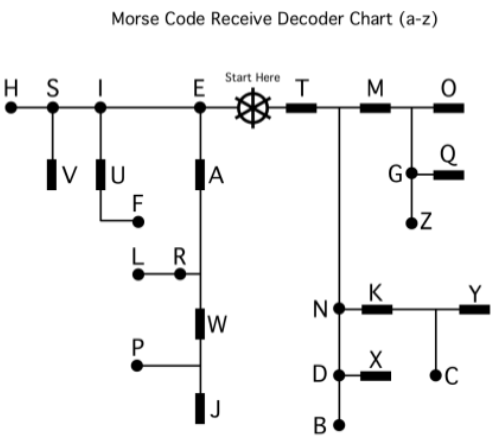 Morse Code Receive Decoder Chart (a-z)
H S I E Start Here T M O
V U A G Q
F Z
L R
N K Y
W
P D X C
J
B